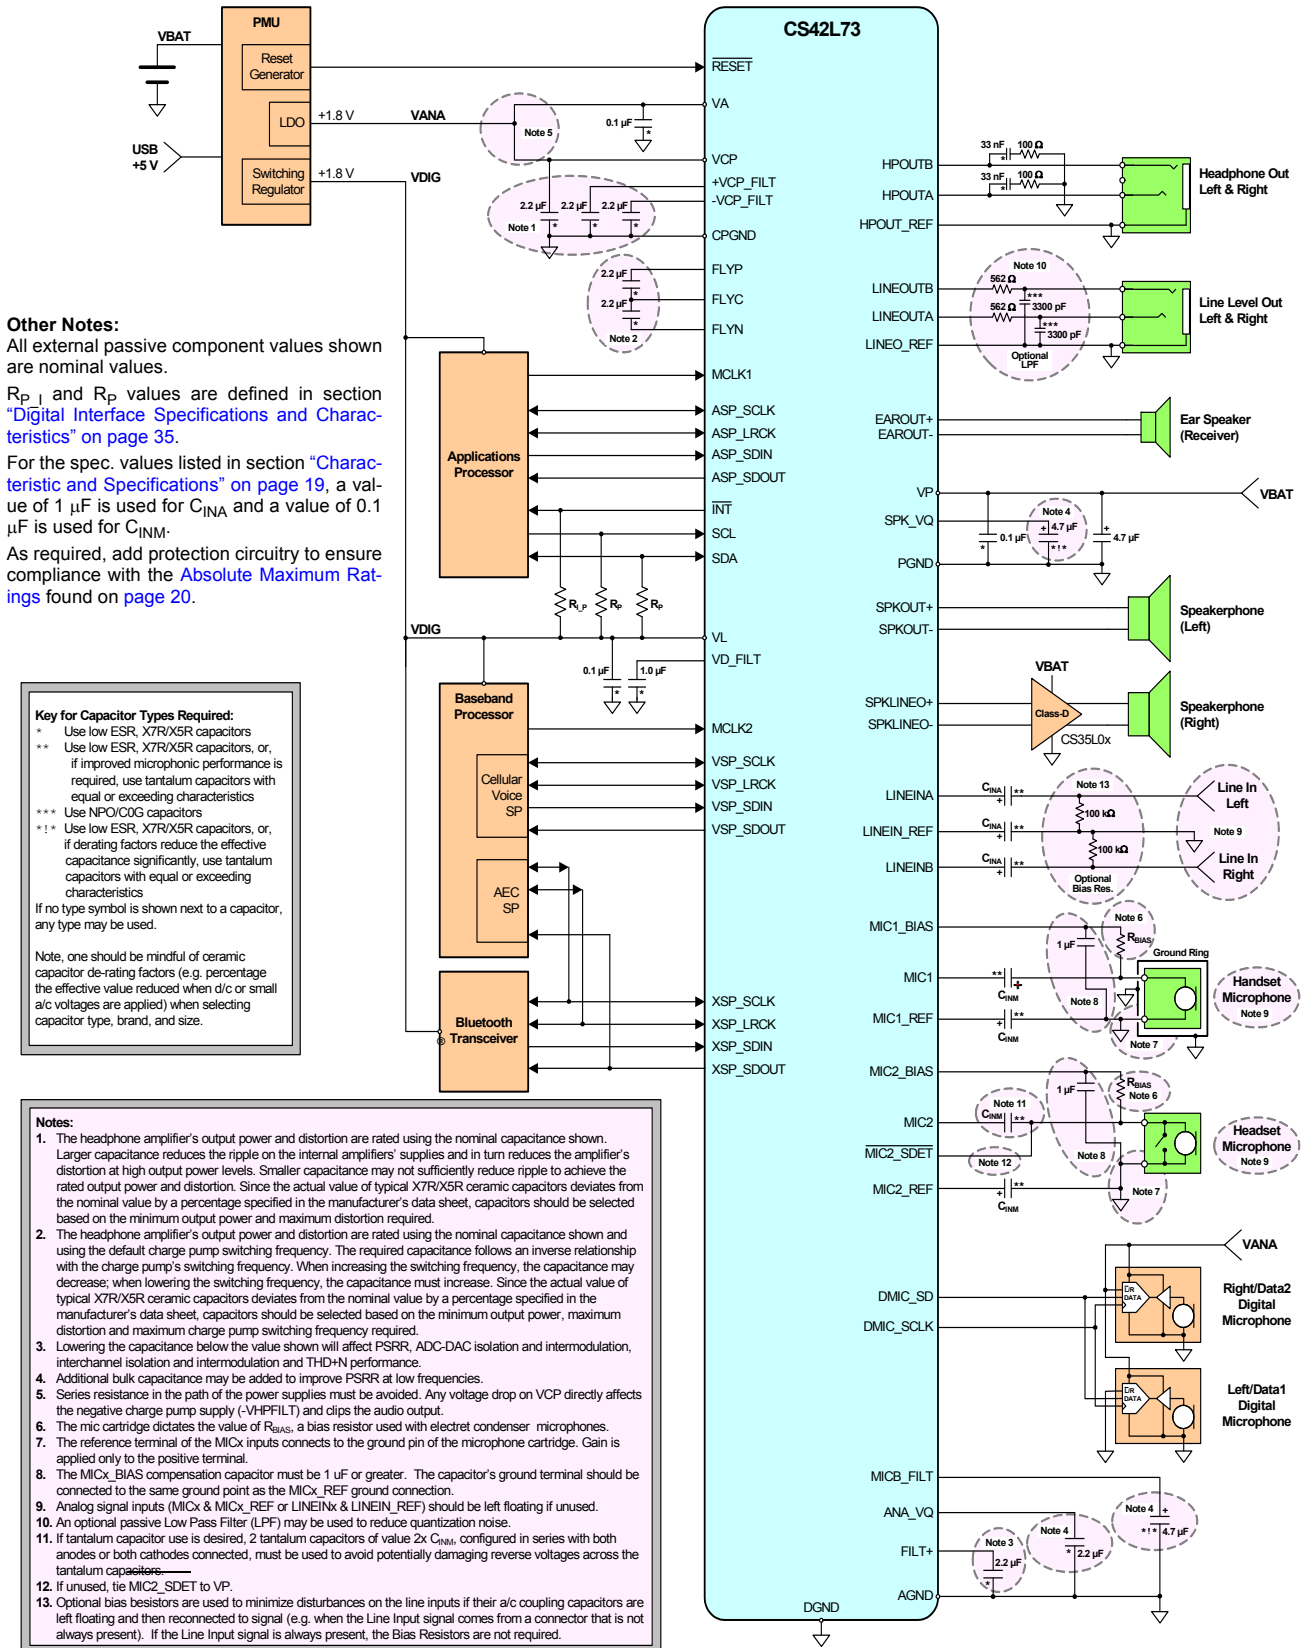 PMU
CS42L73
VBAT
Reset
Generator
RESET
LDO
+1.8 V
VANA
VA
0.1 µF
*
Note 5
USB
+5 V
Switching
Regulator
+1.8 V
VDIG
VCP
+VCP_FILT
-VCP_FILT
2.2 µF
2.2 µF
2.2 µF
*
*
*
Note 1
CPGND
FLYP
2.2 µF
*
FLYC
2.2 µF
*
FLYN
Note 2
HPOUTB
33 nF
*
100 Ω
HPOUTA
33 nF
*
100 Ω
HPOUT_REF
Headphone Out
Left & Right
LINEOUTB
562 Ω
Note 10
***
3300 pF
LINEOUTA
562 Ω
***
3300 pF
LINEO_REF
Optional
LPF
Line Level Out
Left & Right
Other Notes:
All external passive component values shown
are nominal values.
RP_I and RP values are defined in section
"Digital Interface Specifications and Charac-
teristics" on page 35.
For the spec. values listed in section "Charac-
teristic and Specifications" on page 19, a val-
ue of 1 µF is used for CINA and a value of 0.1
µF is used for CINM.
As required, add protection circuitry to ensure
compliance with the Absolute Maximum Rat-
ings found on page 20.
Applications
Processor
MCLK1
ASP_SCLK
ASP_LRCK
ASP_SDIN
ASP_SDOUT
INT
SCL
SDA
RI_P
RP
RP
EAROUT+
EAROUT-
Ear Speaker
(Receiver)
VP
VBAT
SPK_VQ
Note 4
0.1 µF
*
+
4.7 µF
*!*
+
4.7 µF
PGND
SPKOUT+
SPKOUT-
Speakerphone
(Left)
VDIG
VL
VD_FILT
0.1 µF
*
1.0 µF
*
VBAT
SPKLINEO+
SPKLINEO-
Class-D
CS35L0x
Speakerphone
(Right)
Key for Capacitor Types Required:
* Use low ESR, X7R/X5R capacitors
** Use low ESR, X7R/X5R capacitors, or,
if improved microphonic performance is
required, use tantalum capacitors with
equal or exceeding characteristics
*** Use NPO/C0G capacitors
*!* Use low ESR, X7R/X5R capacitors, or,
if derating factors reduce the effective
capacitance significantly, use tantalum
capacitors with equal or exceeding
characteristics
If no type symbol is shown next to a capacitor,
any type may be used.
Note, one should be mindful of ceramic
capacitor de-rating factors (e.g. percentage
the effective value reduced when d/c or small
a/c voltages are applied) when selecting
capacitor type, brand, and size.
Baseband
Processor
MCLK2
Cellular
Voice
SP
VSP_SCLK
VSP_LRCK
VSP_SDIN
VSP_SDOUT
AEC
SP
Bluetooth
®
Transceiver
XSP_SCLK
XSP_LRCK
XSP_SDIN
XSP_SDOUT
LINEINA
CINA
+
**
Note 13
Line In
Left
100 kΩ
LINEIN_REF
CINA
+
**
Note 9
100 kΩ
LINEINB
CINA
+
**
Optional
Bias Res.
Line In
Right
MIC1_BIAS
Note 6
RBIAS
1 µF
Ground Ring
MIC1
**
+
CINM
Note 8
Handset
Microphone
Note 9
MIC1_REF
+
**
CINM
Note 7
MIC2_BIAS
1 µF
RBIAS
Note 6
MIC2
Note 11
CINM
**
MIC2_SDET
Note 12
Note 8
Headset
Microphone
Note 9
MIC2_REF
+
**
CINM
Note 7
VANA
DMIC_SD
DMIC_SCLK
L/R
DATA
Right/Data2
Digital
Microphone
L/R
DATA
Left/Data1
Digital
Microphone
MICB_FILT
Note 4
+
*!*
4.7 µF
ANA_VQ
Note 4
*
2.2 µF
FILT+
Note 3
2.2 µF
*
AGND
DGND
Notes:
1. The headphone amplifier's output power and distortion are rated using the nominal capacitance shown.
Larger capacitance reduces the ripple on the internal amplifiers' supplies and in turn reduces the amplifier's
distortion at high output power levels. Smaller capacitance may not sufficiently reduce ripple to achieve the
rated output power and distortion. Since the actual value of typical X7R/X5R ceramic capacitors deviates from
the nominal value by a percentage specified in the manufacturer's data sheet, capacitors should be selected
based on the minimum output power and maximum distortion required.
2. The headphone amplifier's output power and distortion are rated using the nominal capacitance shown and
using the default charge pump switching frequency. The required capacitance follows an inverse relationship
with the charge pump's switching frequency. When increasing the switching frequency, the capacitance may
decrease; when lowering the switching frequency, the capacitance must increase. Since the actual value of
typical X7R/X5R ceramic capacitors deviates from the nominal value by a percentage specified in the
manufacturer's data sheet, capacitors should be selected based on the minimum output power, maximum
distortion and maximum charge pump switching frequency required.
3. Lowering the capacitance below the value shown will affect PSRR, ADC-DAC isolation and intermodulation,
interchannel isolation and intermodulation and THD+N performance.
4. Additional bulk capacitance may be added to improve PSRR at low frequencies.
5. Series resistance in the path of the power supplies must be avoided. Any voltage drop on VCP directly affects
the negative charge pump supply (-VHPFILT) and clips the audio output.
6. The mic cartridge dictates the value of RBIAS, a bias resistor used with electret condenser microphones.
7. The reference terminal of the MICx inputs connects to the ground pin of the microphone cartridge. Gain is
applied only to the positive terminal.
8. The MICx_BIAS compensation capacitor must be 1 uF or greater. The capacitor's ground terminal should be
connected to the same ground point as the MICx_REF ground connection.
9. Analog signal inputs (MICx & MICx_REF or LINEINx & LINEIN_REF) should be left floating if unused.
10. An optional passive Low Pass Filter (LPF) may be used to reduce quantization noise.
11. If tantalum capacitor use is desired, 2 tantalum capacitors of value 2x CINM, configured in series with both
anodes or both cathodes connected, must be used to avoid potentially damaging reverse voltages across the
tantalum capacitors.
12. If unused, tie MIC2_SDET to VP.
13. Optional bias besistors are used to minimize disturbances on the line inputs if their a/c coupling capacitors are
left floating and then reconnected to signal (e.g. when the Line Input signal comes from a connector that is not
always present). If the Line Input signal is always present, the Bias Resistors are not required.